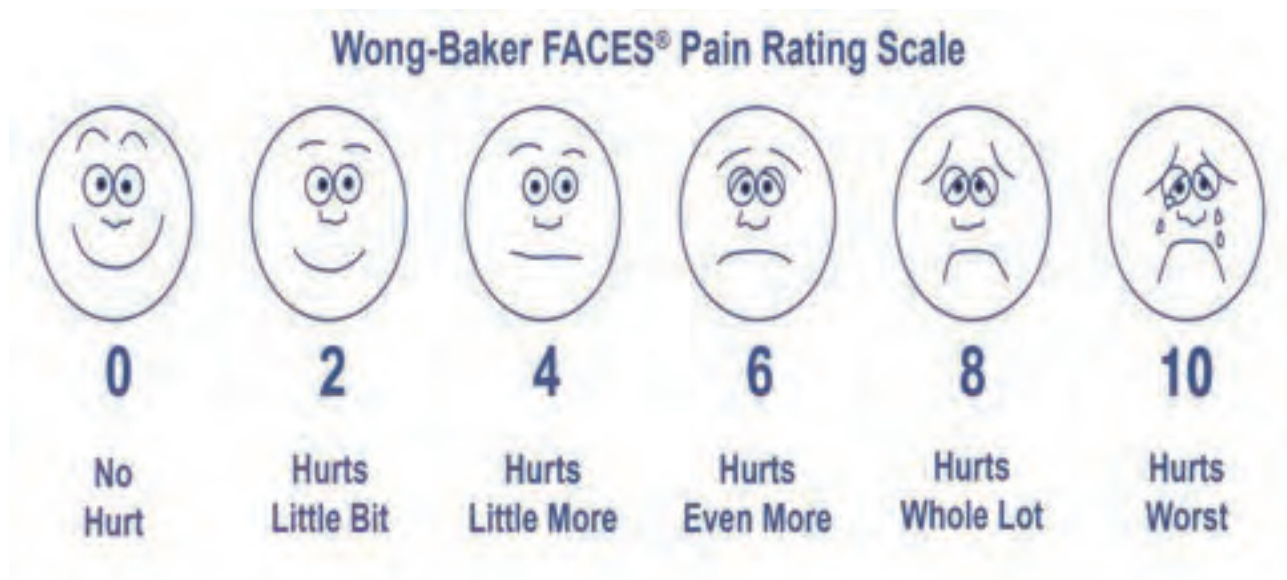 Wong-Baker FACES® Pain Rating Scale
0
2
4
6
8
10
No
Hurt
Hurts
Little Bit
Hurts
Little More
Hurts
Even More
Hurts
Whole Lot
Hurts
Worst